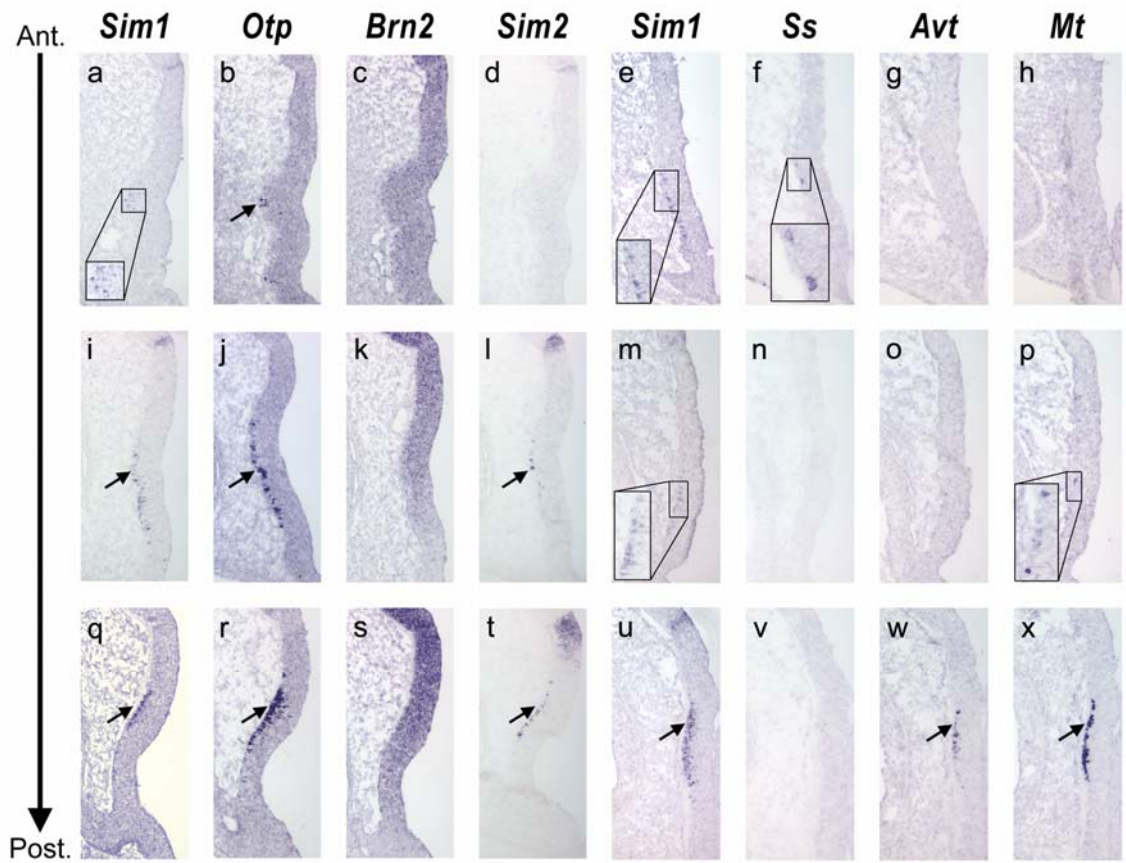 Ant. Sim1 Otp Brn2 Sim2 Sim1 Ss Avt Mt
a b c d e f g h
i j k l m n o p
q r s t u v w x
Post.